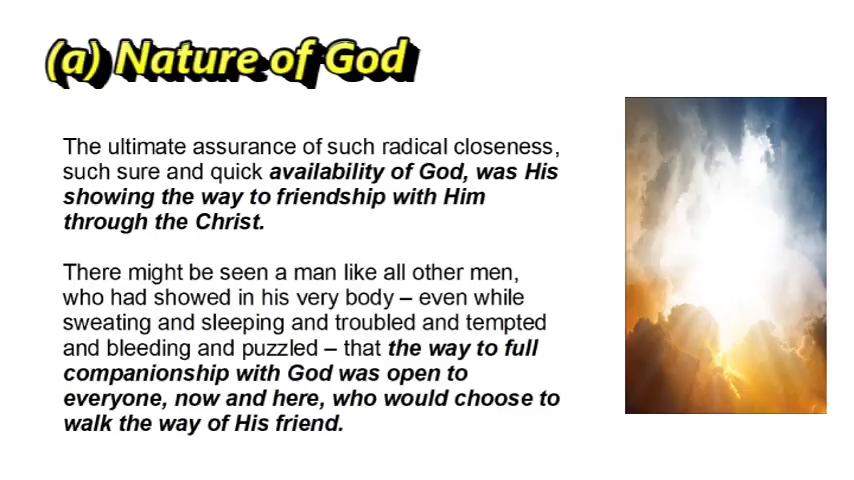 (a) Nature of God
The ultimate assurance of such radical closeness,
such sure and quick availability of God, was His
showing the way to friendship with Him
through the Christ.
There might be seen a man like all other men,
who had showed in his very body – even while
sweating and sleeping and troubled and tempted
and bleeding and puzzled – that the way to full
companionship with God was open to
everyone, now and here, who would choose to
walk the way of His friend.